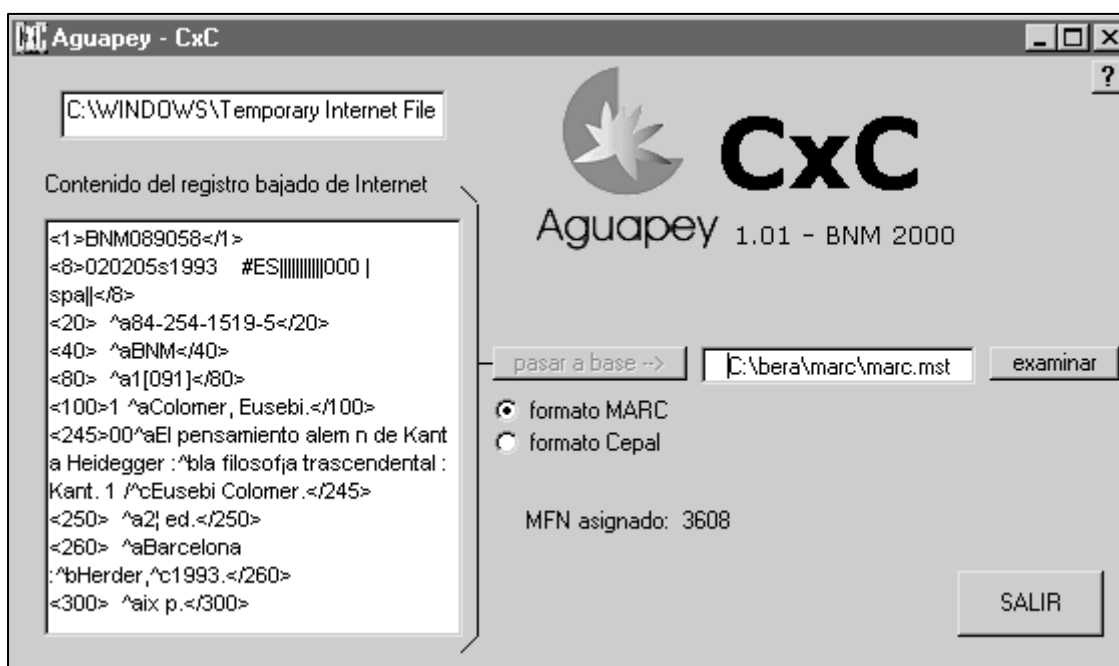 CxC Aguapey - CxC
?
C:\WINDOWS\Temporary Internet File
CxC
Aguapey 1.01 - BNM 2000
Contenido del registro bajado de Internet
<1>BNM089058</1>
<8>020205s1993    #ES||||||||||000 |
spa||</8>
<20>  ^a84-254-1519-5</20>
<40>  ^aBNM</40>
<80>  ^a1[091]</80>
<100>1 ^aColomer, Eusebi.</100>
<245>00^aEl pensamiento alem n de Kant
a Heidegger :^bla filosof¡a trascendental :
Kant. 1 /^cEusebi Colomer.</245>
<250>  ^a2¦ ed.</250>
<260>  ^aBarcelona
:^bHerder,^c1993.</260>
<300>  ^aix p.</300>
pasar a base -->
C:\bera\marc\marc.mst
examinar
formato MARC
formato Cepal
MFN asignado: 3608
SALIR